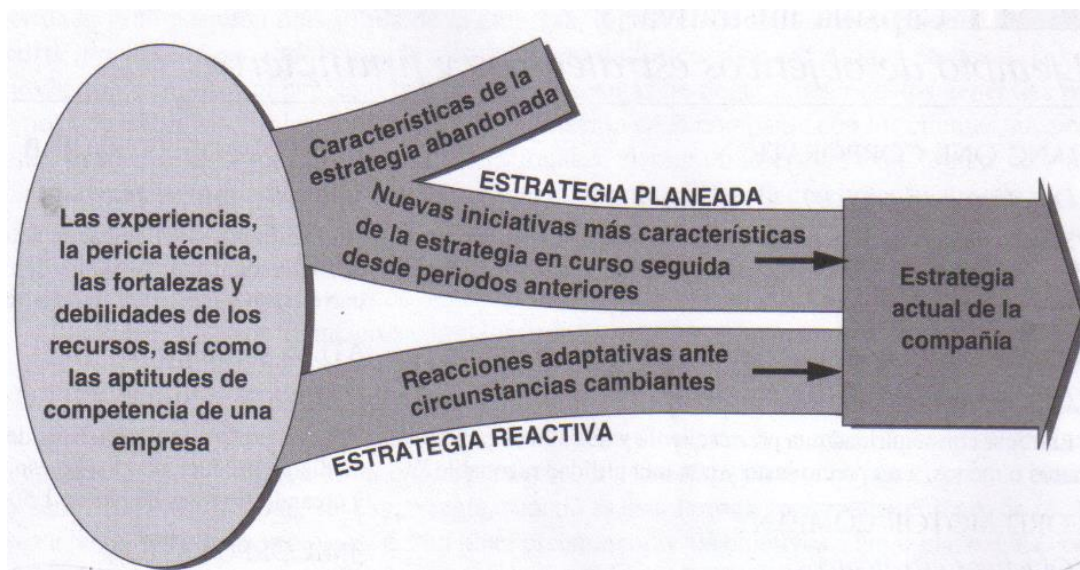 Las experiencias,
la pericia técnica,
las fortalezas y
debilidades de los
recursos, así como
las aptitudes de
competencia de una
empresa
Características de la
estrategia abandonada
ESTRATEGIA PLANEADA
Nuevas iniciativas más características
de la estrategia en curso seguida
desde periodos anteriores
Reacciones adaptativas ante
circunstancias cambiantes
ESTRATEGIA REACTIVA
Estrategia
actual de la
compañía